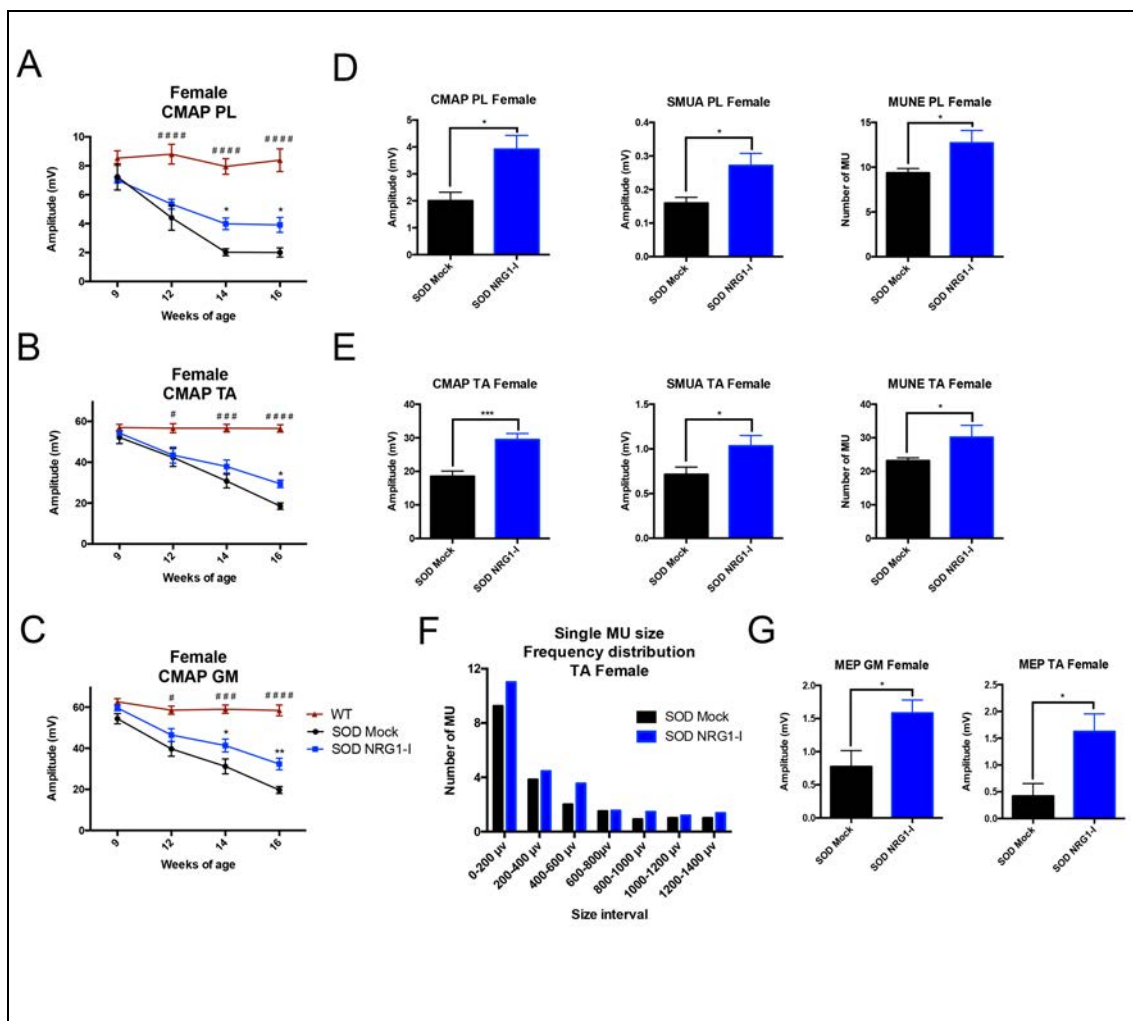 A
Female
CMAP PL
Amplitude (mV)
10
8
6
4
2
0
####
####
####
*
*
9
12
14
16
Weeks of age
D
CMAP PL Female
Amplitude (mV)
5
4
3
2
1
0
*
SOD Mock
SOD NRG1-I
SMUA PL Female
Amplitude (mV)
0.4
0.3
0.2
0.1
0.0
*
SOD Mock
SOD NRG1-I
MUNE PL Female
Number of MU
15
10
5
0
*
SOD Mock
SOD NRG1-I
B
Female
CMAP TA
Amplitude (mV)
60
40
20
0
#
###
####
*
9
12
14
16
Weeks of age
E
CMAP TA Female
Amplitude (mV)
40
30
20
10
0
***
SOD Mock
SOD NRG1-I
SMUA TA Female
Amplitude (mV)
1.5
1.0
0.5
0.0
*
SOD Mock
SOD NRG1-I
MUNE TA Female
Number of MU
40
30
20
10
0
*
SOD Mock
SOD NRG1-I
C
Female
CMAP GM
Amplitude (mV)
60
40
20
0
#
###
####
*
**
9
12
14
16
Weeks of age
WT
SOD Mock
SOD NRG1-I
F
Single MU size
Frequency distribution
TA Female
Number of MU
12
8
4
0
SOD Mock
SOD NRG1-I
0-200 µv
200-400 µv
400-600 µv
600-800µv
800-1000 µv
1000-1200 µv
1200-1400 µv
Size interval
G
MEP GM Female
Amplitude (mV)
2.0
1.5
1.0
0.5
0.0
*
SOD Mock
SOD NRG1-I
MEP TA Female
Amplitude (mV)
2.5
2.0
1.5
1.0
0.5
0.0
*
SOD Mock
SOD NRG1-I